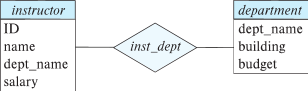 instructor
ID
name
dept_name
salary
inst_dept
department
dept_name
building
budget